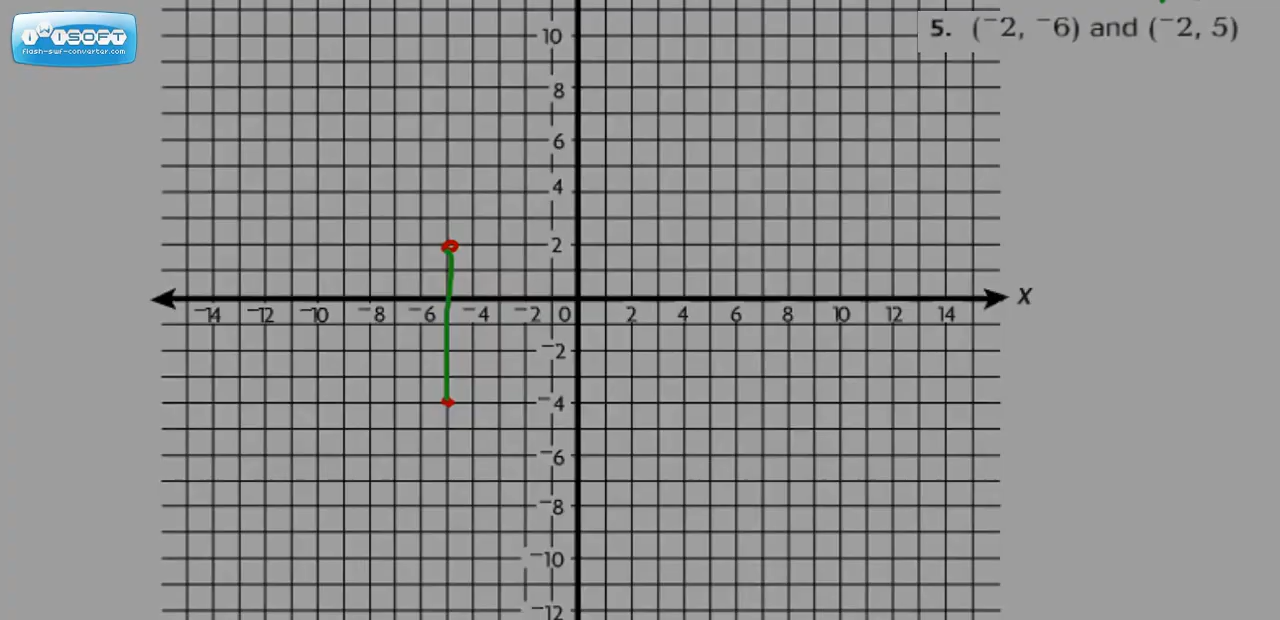 iWiSOFT
flash-swf-converter.com
5. (⁻2, ⁻6) and (⁻2, 5)
10
8
6
4
2
⁻14 ⁻12 ⁻10 ⁻8 ⁻6 ⁻4 ⁻2 0 2 4 6 8 10 12 14 X
⁻2
⁻4
⁻6
⁻8
⁻10
⁻12